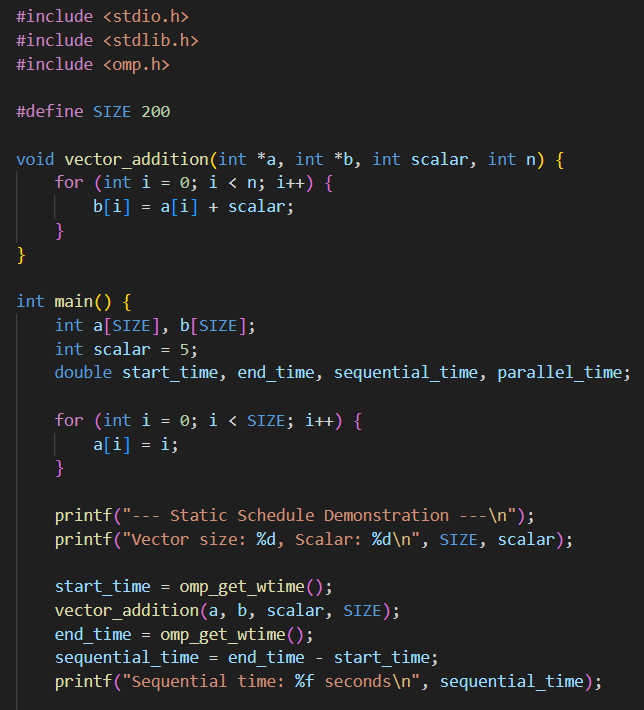 #include <stdio.h>
#include <stdlib.h>
#include <omp.h>

#define SIZE 200

void vector_addition(int *a, int *b, int scalar, int n) {
    for (int i = 0; i < n; i++) {
        b[i] = a[i] + scalar;
    }
}

int main() {
    int a[SIZE], b[SIZE];
    int scalar = 5;
    double start_time, end_time, sequential_time, parallel_time;

    for (int i = 0; i < SIZE; i++) {
        a[i] = i;
    }

    printf("--- Static Schedule Demonstration ---\n");
    printf("Vector size: %d, Scalar: %d\n", SIZE, scalar);

    start_time = omp_get_wtime();
    vector_addition(a, b, scalar, SIZE);
    end_time = omp_get_wtime();
    sequential_time = end_time - start_time;
    printf("Sequential time: %f seconds\n", sequential_time);